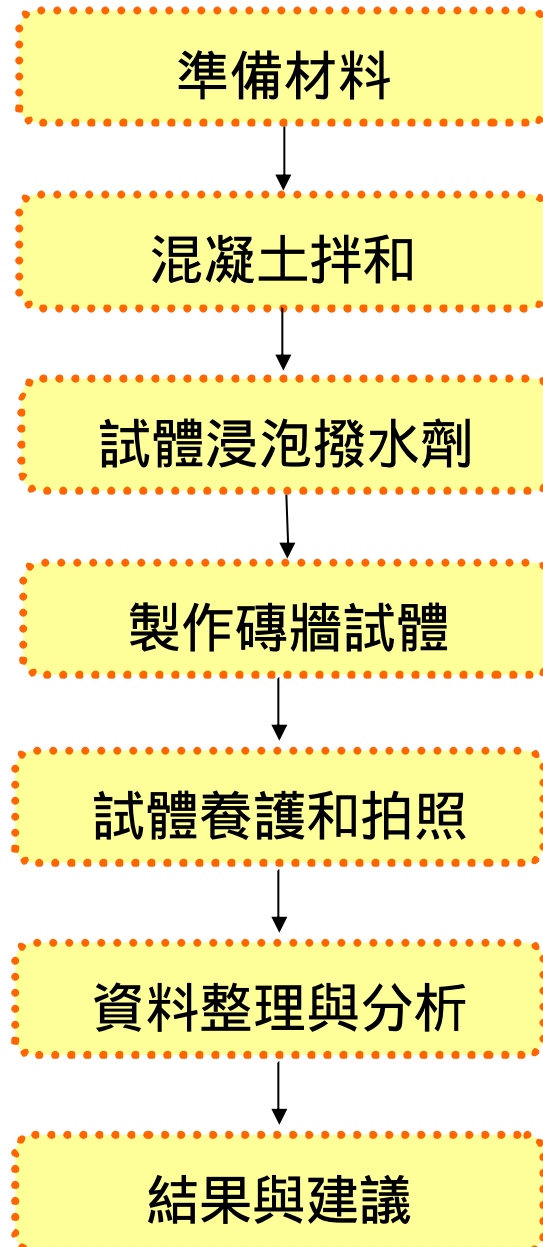 準備材料
混凝土拌和
試體浸泡撥水劑
製作磚牆試體
試體養護和拍照
資料整理與分析
結果與建議